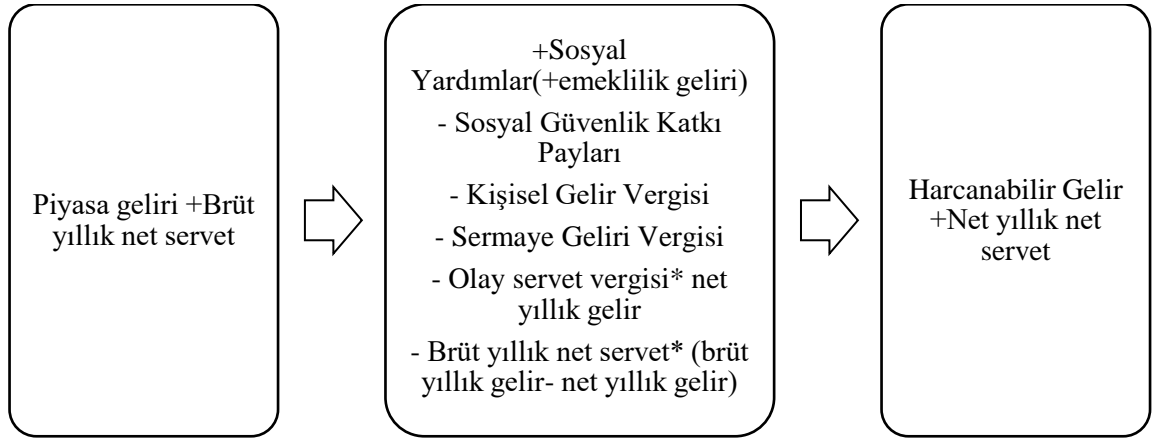 Piyasa geliri +Brüt
yıllık net servet
+Sosyal
Yardımlar(+emeklilik geliri)
- Sosyal Güvenlik Katkı
Payları
- Kişisel Gelir Vergisi
- Sermaye Geliri Vergisi
- Olay servet vergisi* net
yıllık gelir
- Brüt yıllık net servet* (brüt
yıllık gelir- net yıllık gelir)
Harcanabilir Gelir
+Net yıllık net
servet